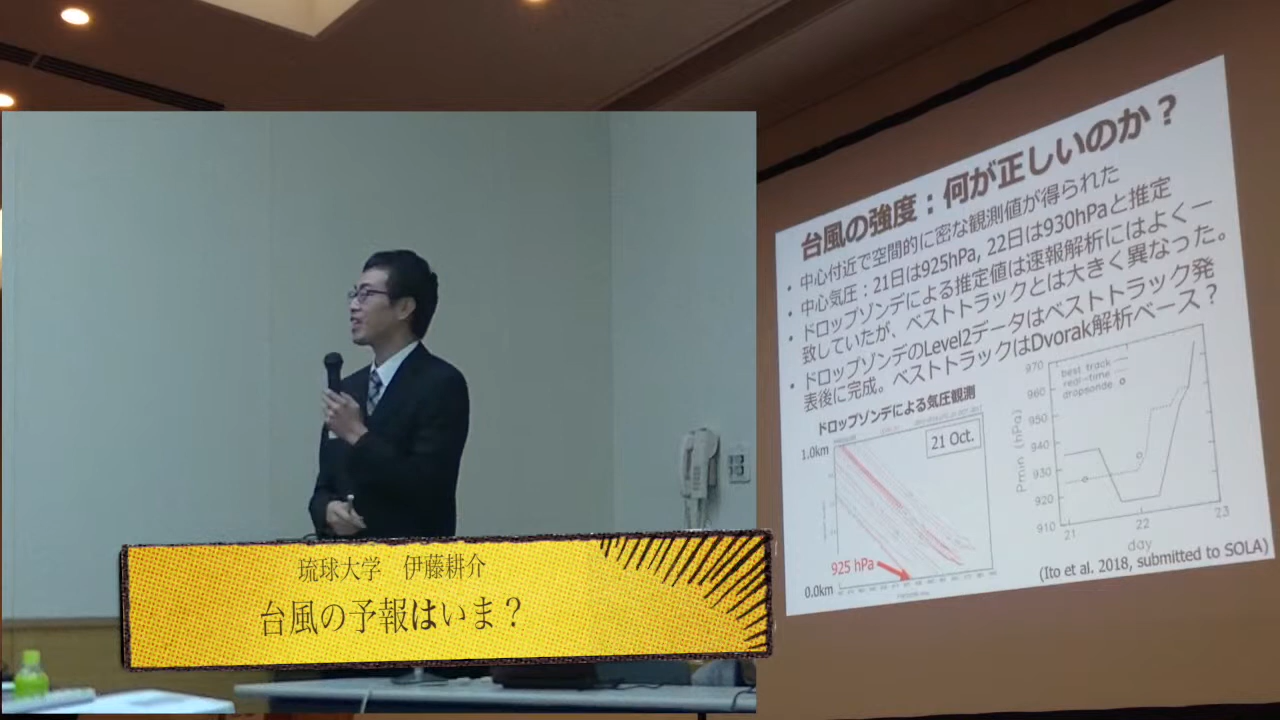 台風の強度：何が正しいのか？
・中心付近で空間的に密な観測値が得られた
・中心気圧：21日は925hPa, 22日は930hPaと推定
・ドロップゾンデによる推定値は速報解析にはよく一
致していたが、ベストトラックとは大きく異なった。
・ドロップゾンデのLevel2データはベストトラック発
表後に完成。ベストトラックはDvorak解析ベース？
ドロップゾンデによる気圧観測
21 Oct.
1.0km
925 hPa
0.0km
best track
real-time
dropsonde
Pmin (hPa)
970
960
950
940
930
920
910
21
22
23
day
(Ito et al. 2018, submitted to SOLA)
琉球大学　伊藤耕介
台風の予報はいま？